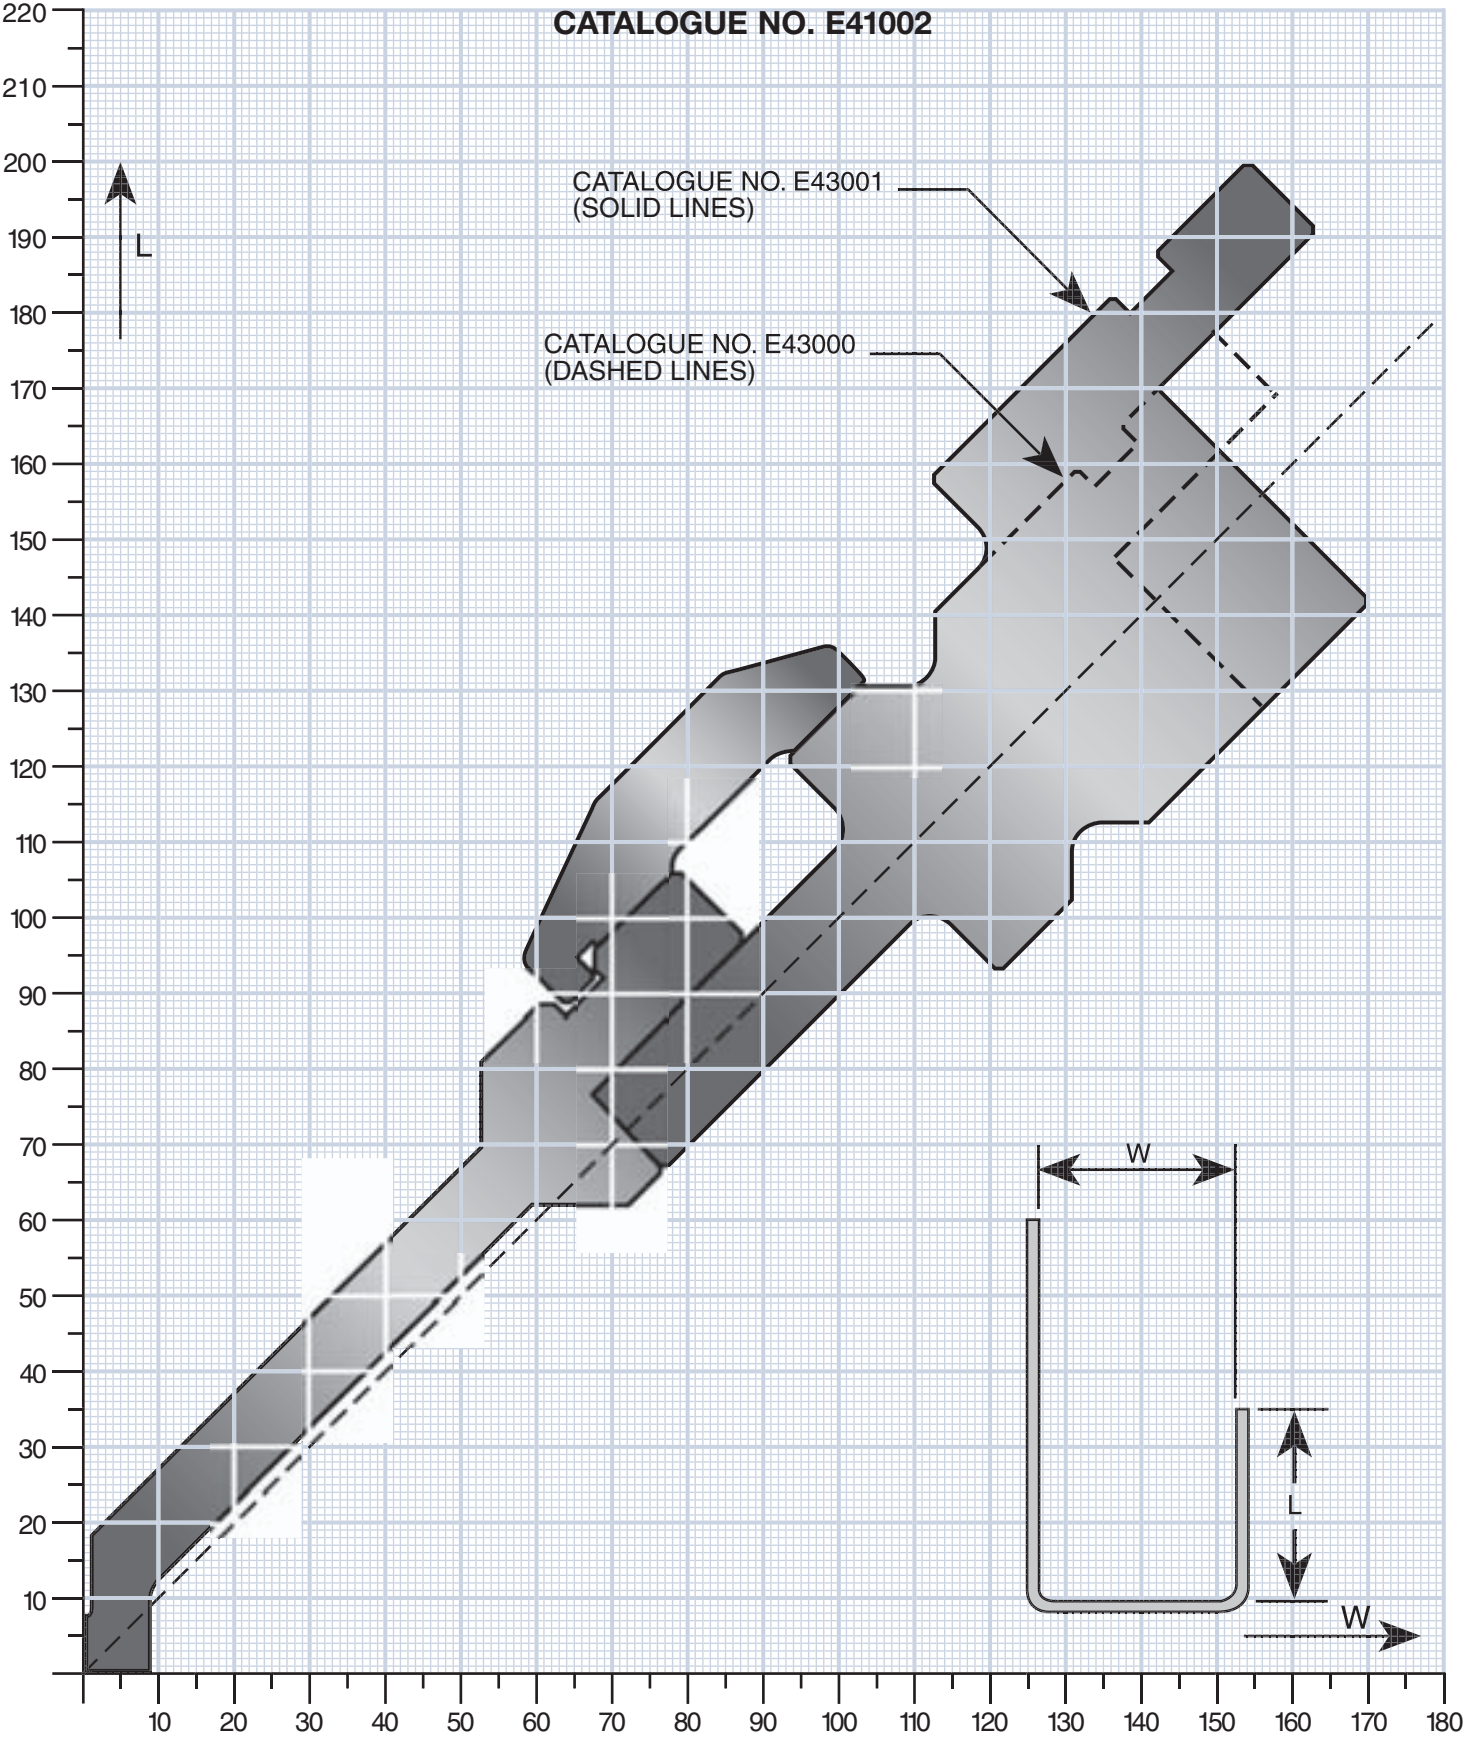 CATALOGUE NO. E41002
220
210
200
190
180
170
160
150
140
130
120
110
100
90
80
70
60
50
40
30
20
10
L
CATALOGUE NO. E43001
(SOLID LINES)
CATALOGUE NO. E43000
(DASHED LINES)
W
L
W
10 20 30 40 50 60 70 80 90 100 110 120 130 140 150 160 170 180